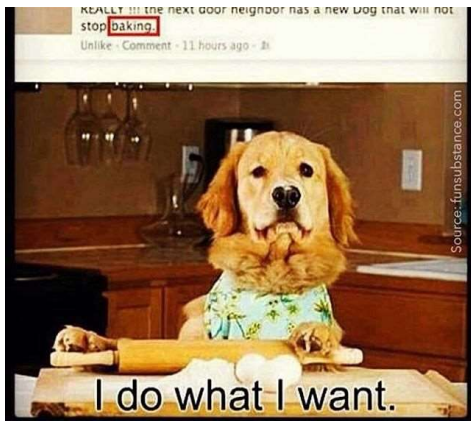 REALLY !!! the next door neighbor has a new Dog that will not
stop baking.
Unlike · Comment · 11 hours ago ·
Source: funsubstance.com
I do what I want.